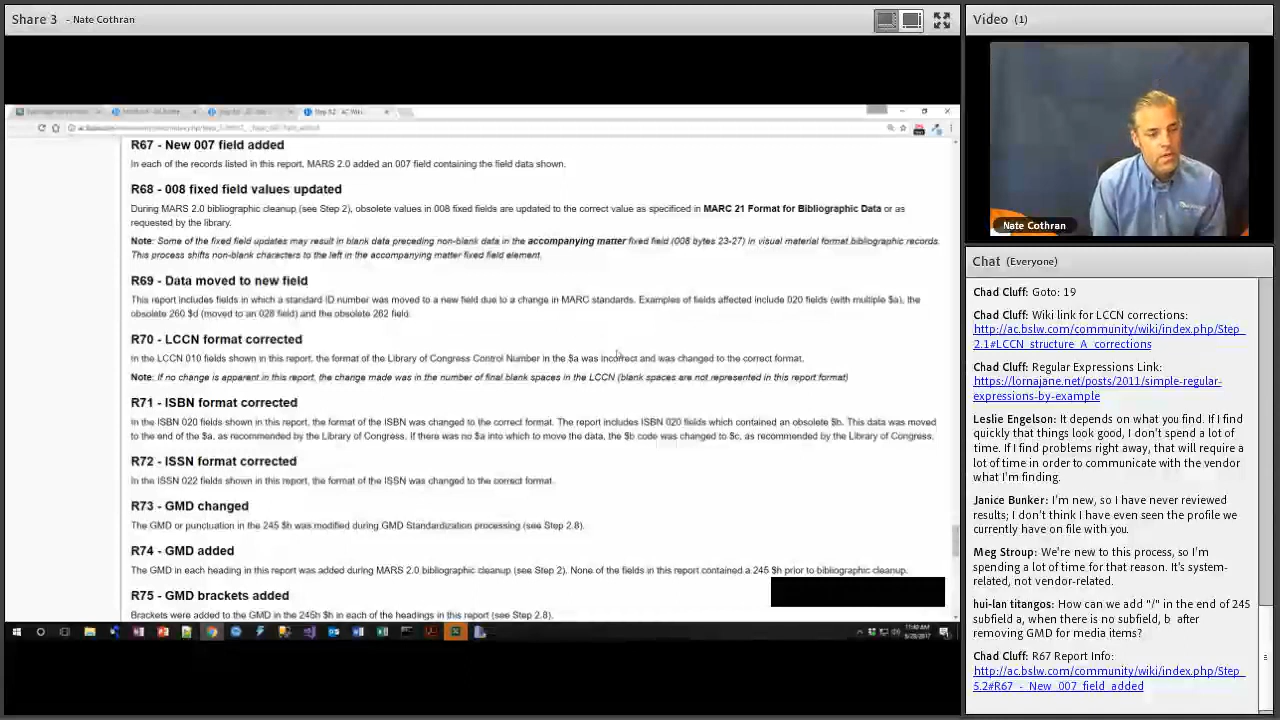 Share 3 - Nate Cothran
Step 5.2 - AC Wiki
R67 - New 007 field added
In each of the records listed in this report, MARS 2.0 added an 007 field containing the field data shown.
R68 - 008 fixed field values updated
During MARS 2.0 bibliographic cleanup (see Step 2), obsolete values in 008 fixed fields are updated to the correct value as specificed in MARC 21 Format for Bibliographic Data or as
requested by the library.
Note: Some of the fixed field updates may result in blank data preceding non-blank data in the accompanying matter fixed field (008 bytes 23-27) in visual material format bibliographic records.
This process shifts non-blank characters to the left in the accompanying matter fixed field element.
R69 - Data moved to new field
This report includes fields in which a standard ID number was moved to a new field due to a change in MARC standards. Examples of fields affected include 020 fields (with multiple $a), the
obsolete 260 $d (moved to an 028 field) and the obsolete 262 field.
R70 - LCCN format corrected
In the LCCN 010 fields shown in this report, the format of the Library of Congress Control Number in the $a was incorrect and was changed to the correct format.
Note: If no change is apparent in this report, the change made was in the number of final blank spaces in the LCCN (blank spaces are not represented in this report format)
R71 - ISBN format corrected
In the ISBN 020 fields shown in this report, the format of the ISBN was changed to the correct format. The report includes ISBN 020 fields which contained an obsolete $b. This data was moved
to the end of the $a, as recommended by the Library of Congress. If there was no $a into which to move the data, the $b code was changed to $c, as recommended by the Library of Congress.
R72 - ISSN format corrected
In the ISSN 022 fields shown in this report, the format of the ISSN was changed to the correct format.
R73 - GMD changed
The GMD or punctuation in the 245 $h was modified during GMD Standardization processing (see Step 2.8).
R74 - GMD added
The GMD in each heading in this report was added during MARS 2.0 bibliographic cleanup (see Step 2). None of the fields in this report contained a 245 $h prior to bibliographic cleanup.
R75 - GMD brackets added
Brackets were added to the GMD in the 245h $h in each of the headings in this report (see Step 2.8).
Video (1)
Nate Cothran
Chat (Everyone)
Chad Cluff: Goto: 19
Chad Cluff: Wiki link for LCCN corrections:
http://ac.bslw.com/community/wiki/index.php/Step_
2.1#LCCN_structure_A_corrections
Chad Cluff: Regular Expressions Link:
https://lornajane.net/posts/2011/simple-regular-
expressions-by-example
Leslie Engelson: It depends on what you find. If I find
quickly that things look good, I don't spend a lot of
time. If I find problems right away, that will require a
lot of time in order to communicate with the vendor
what I'm finding.
Janice Bunker: I'm new, so I have never reviewed
results; I don't think I have even seen the profile we
currently have on file with you.
Meg Stroup: We're new to this process, so I'm
spending a lot of time for that reason. It's system-
related, not vendor-related.
hui-lan titangos: How can we add "/" in the end of 245
subfield a, when there is no subfield, b after
removing GMD for media items?
Chad Cluff: R67 Report Info:
http://ac.bslw.com/community/wiki/index.php/Step_
5.2#R67_-_New_007_field_added